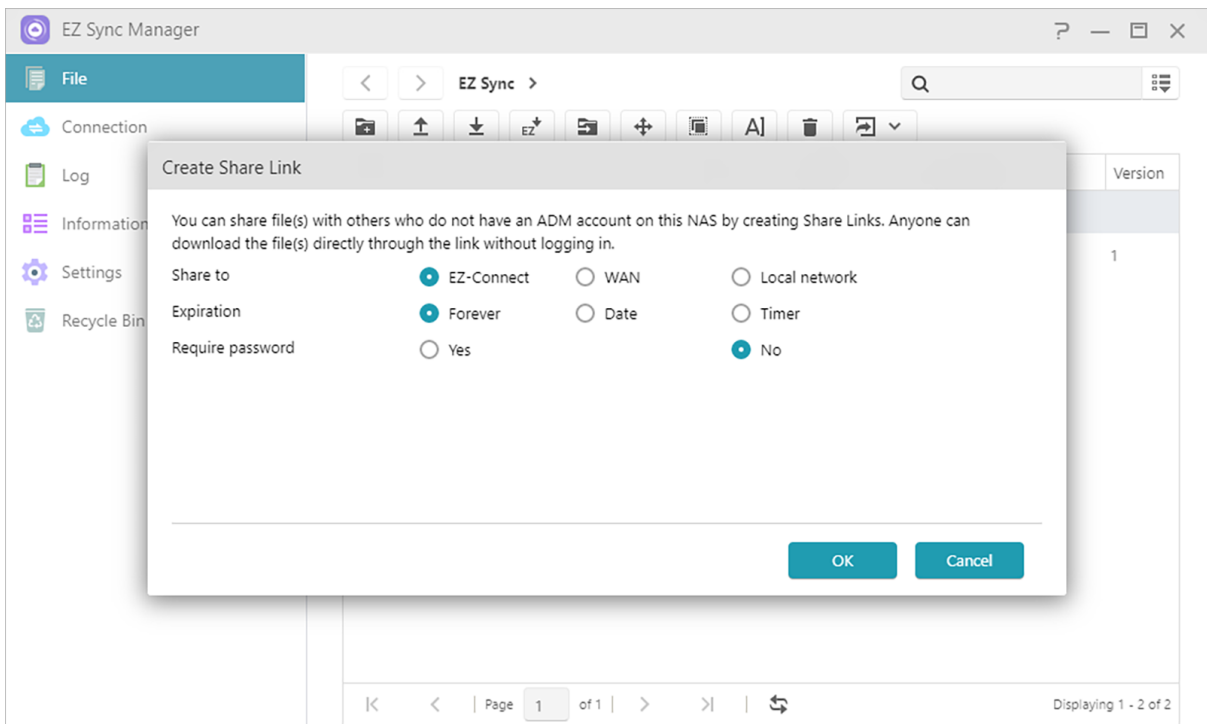 EZ Sync Manager
File
EZ Sync
Connection
EZ
A]
Log
Information
Settings
Recycle Bin
Create Share Link
Version
You can share file(s) with others who do not have an ADM account on this NAS by creating Share Links. Anyone can
download the file(s) directly through the link without logging in.
Share to EZ-Connect WAN Local network
1
Expiration Forever Date Timer
Require password Yes No
OK Cancel
Page 1 of 1
Displaying 1 - 2 of 2